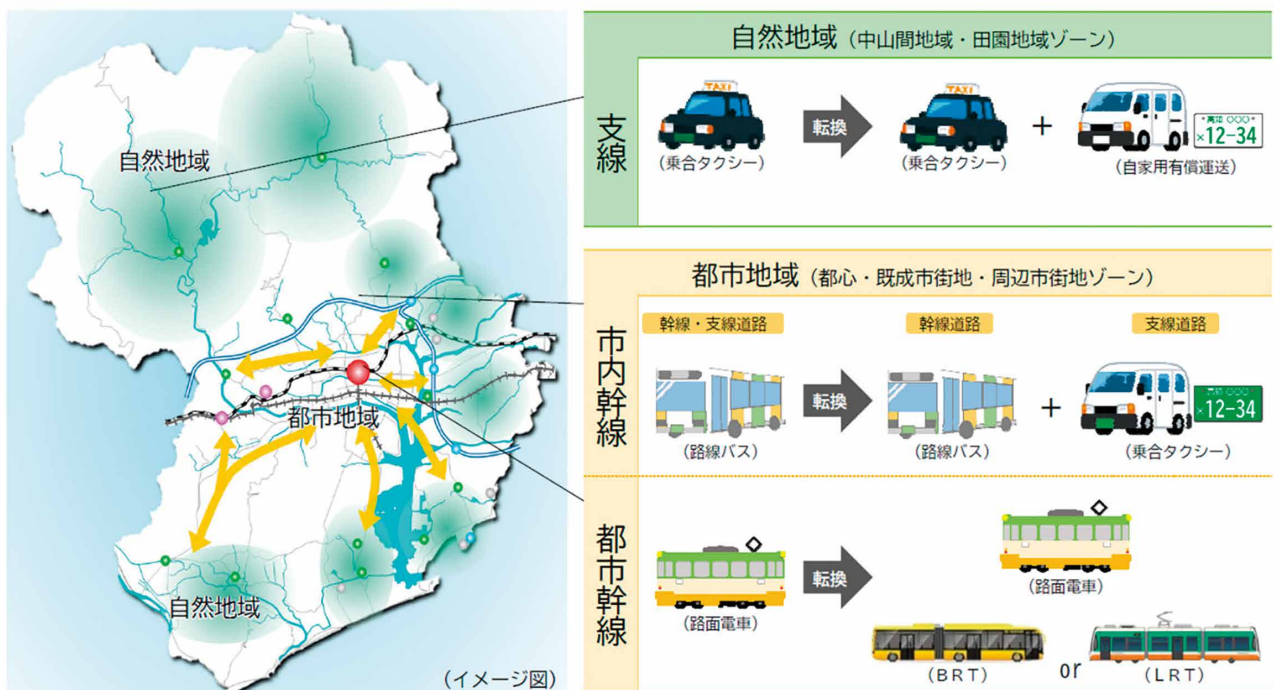 自然地域
都市地域
自然地域
(イメージ図)
自然地域(中山間地域・田園地域ゾーン)
支線
TAXI
(乗合タクシー)
転換
TAXI
(乗合タクシー)
+
(自家用有償運送)
×12-34
都市地域(都心・既成市街地・周辺市街地ゾーン)
市内幹線
幹線・支線道路
(路線バス)
転換
幹線道路
(路線バス)
+
支線道路
(乗合タクシー)
×12-34
都市幹線
(路面電車)
転換
(路面電車)
(BRT)
or
(LRT)